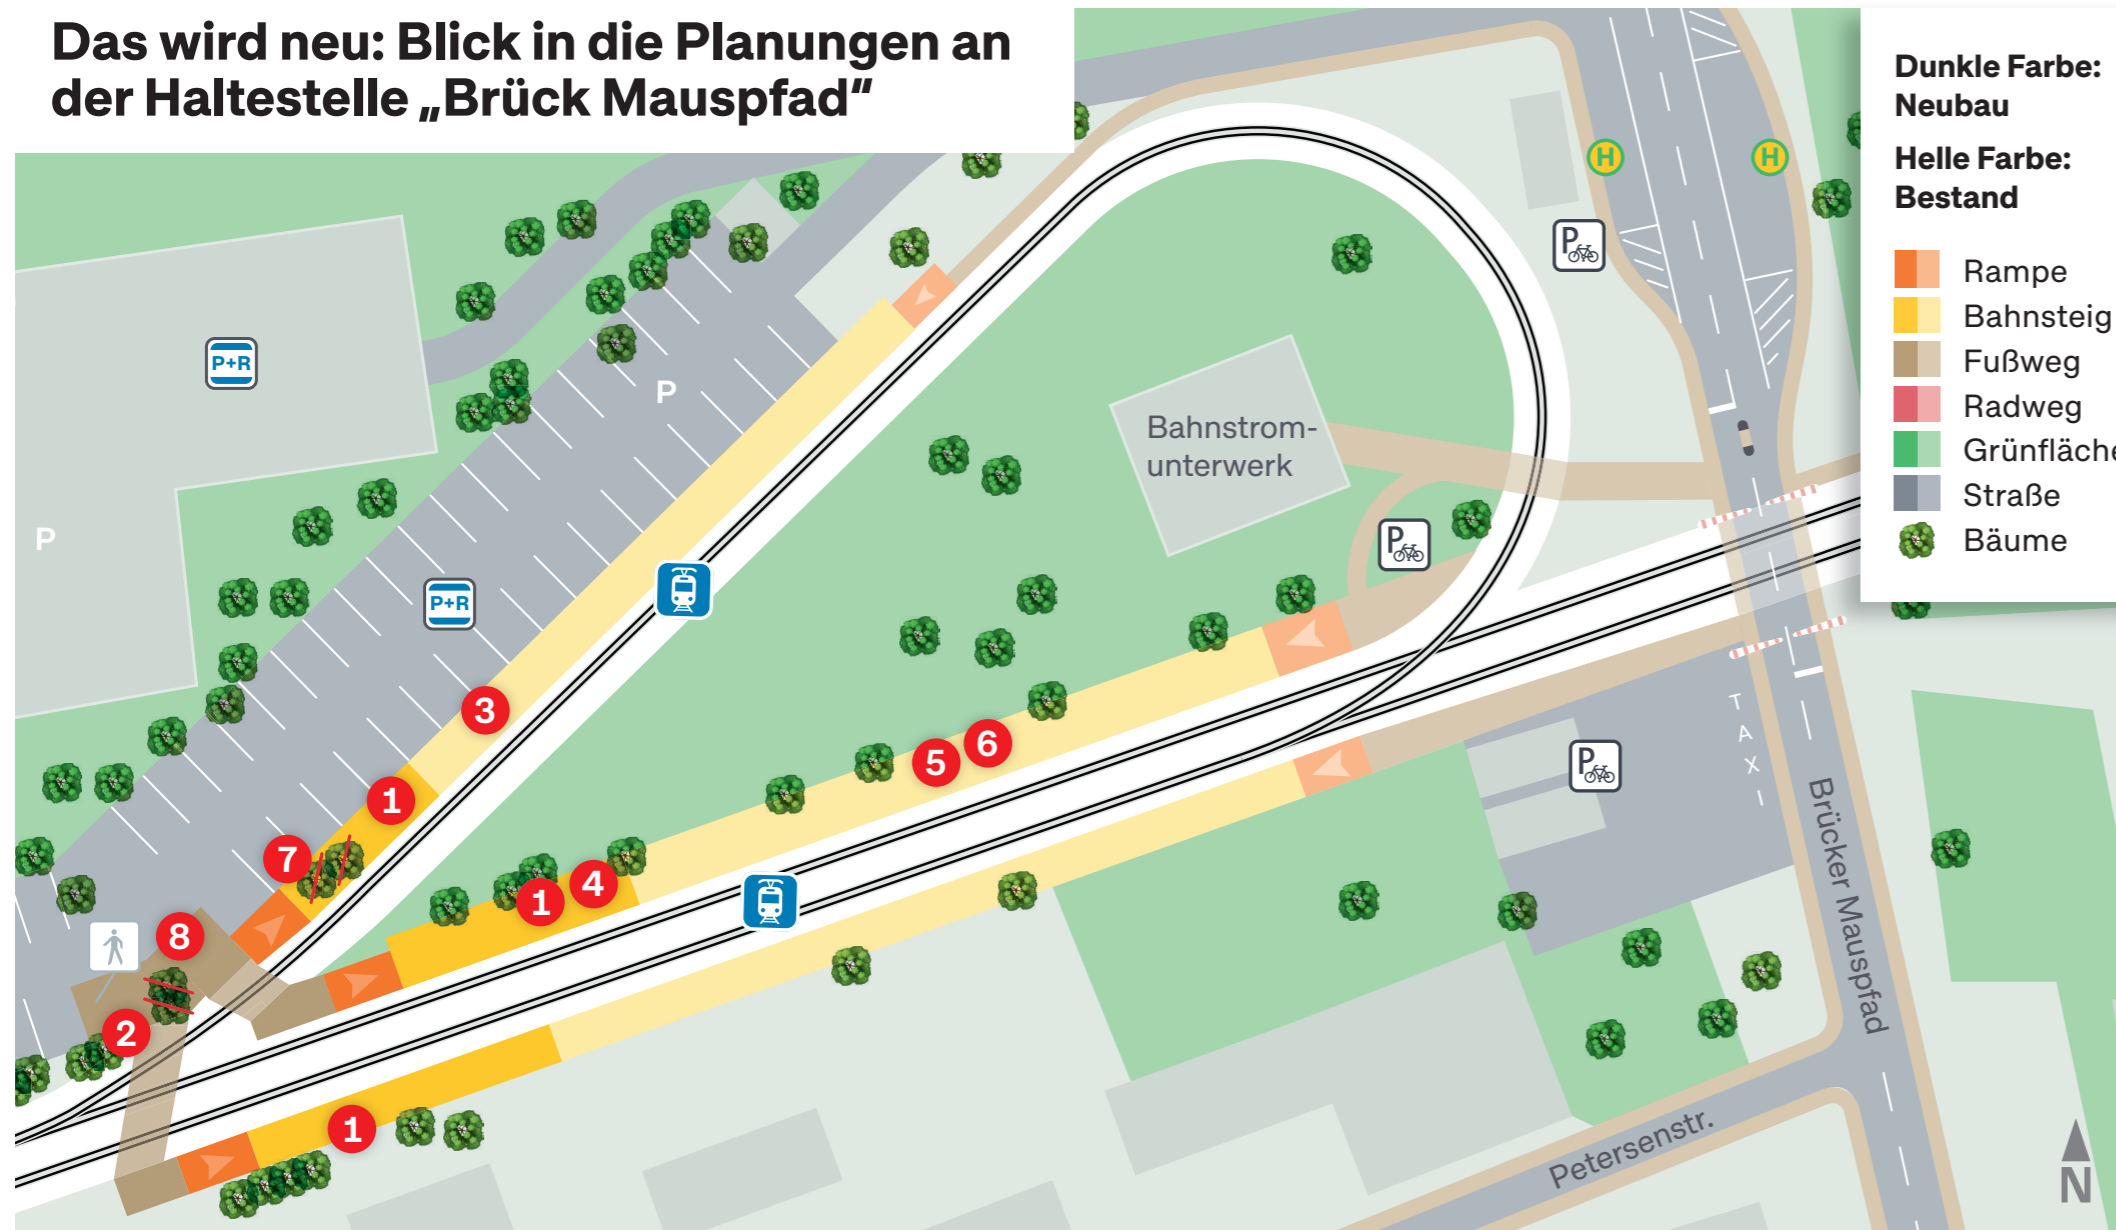 Das wird neu: Blick in die Planungen an
der Haltestelle „Brück Mauspfad“
Dunkle Farbe:
Neubau
Helle Farbe:
Bestand
Rampe
Bahnsteig
Fußweg
Radweg
Grünfläche
Straße
Bäume
H
H
P
P+R
P
Bahnstrom-
unterwerk
P
P
P+R
P
3
6
5
1
7
4
1
8
2
1
P
TAXI
Brücker Mauspfad
Petersenstr.
N